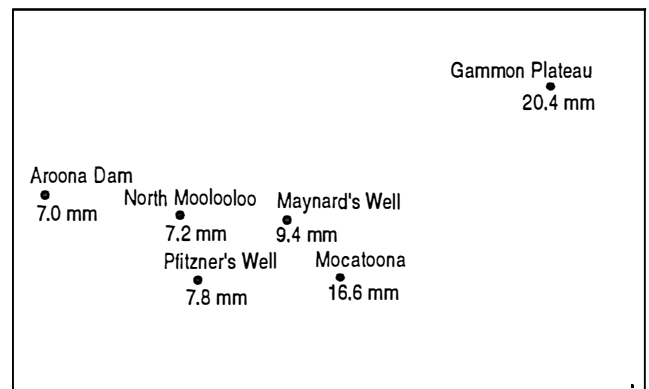 Gammon Plateau
20.4 mm
Aroona Dam
7.0 mm
North Moolooloo
7.2 mm
Maynard's Well
9.4 mm
Pfitzner's Well
7.8 mm
Mocatoona
16.6 mm